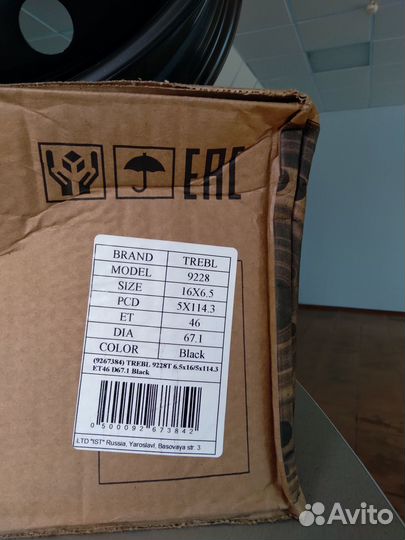 EAC
BRAND TREBL
MODEL 9228
SIZE 16X6.5
PCD 5X114.3
ET 46
DIA 67.1
COLOR Black
(9267384) TREBL 9228T 6.5x16/5x114.3
ET46 D67.1 Black
0 500092 673842
LTD "IST" Russia, Yaroslavl, Basovaya str. 3
Avito